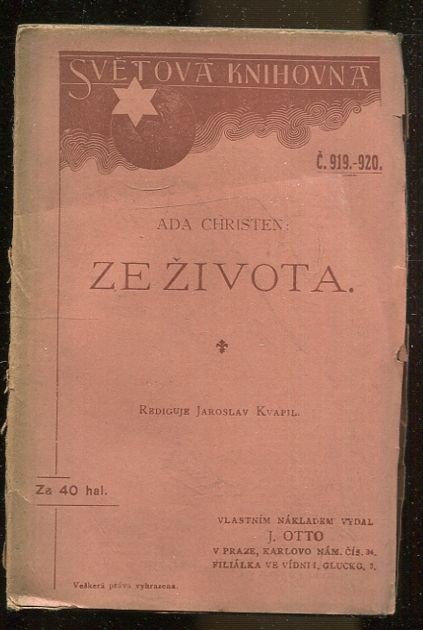 SVĚTOVÁ KNIHOVNA
Č. 919.-920.
ADA CHRISTEN:
ZE ŽIVOTA.
REDIGUJE JAROSLAV KVAPIL.
Za 40 hal.
VLASTNÍM NÁKLADEM VYDAL
J. OTTO
V PRAZE, KARLOVO NÁM. ČÍS. 34.
FILIÁLKA VE VÍDNI I, GLUCKG. 3.
Veškerá práva vyhrazena.